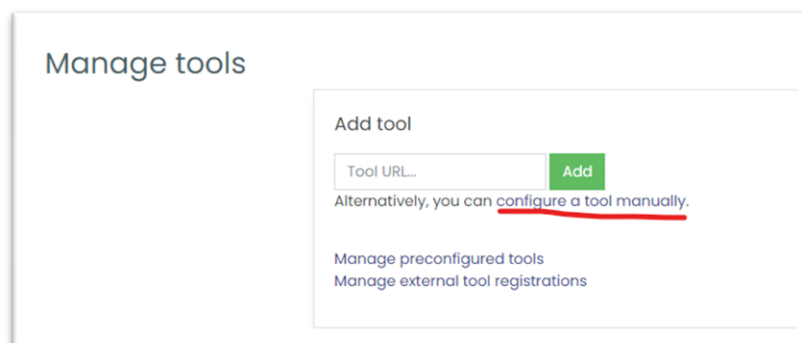 Manage tools
Add tool
Tool URL... Add
Alternatively, you can configure a tool manually.
Manage preconfigured tools
Manage external tool registrations